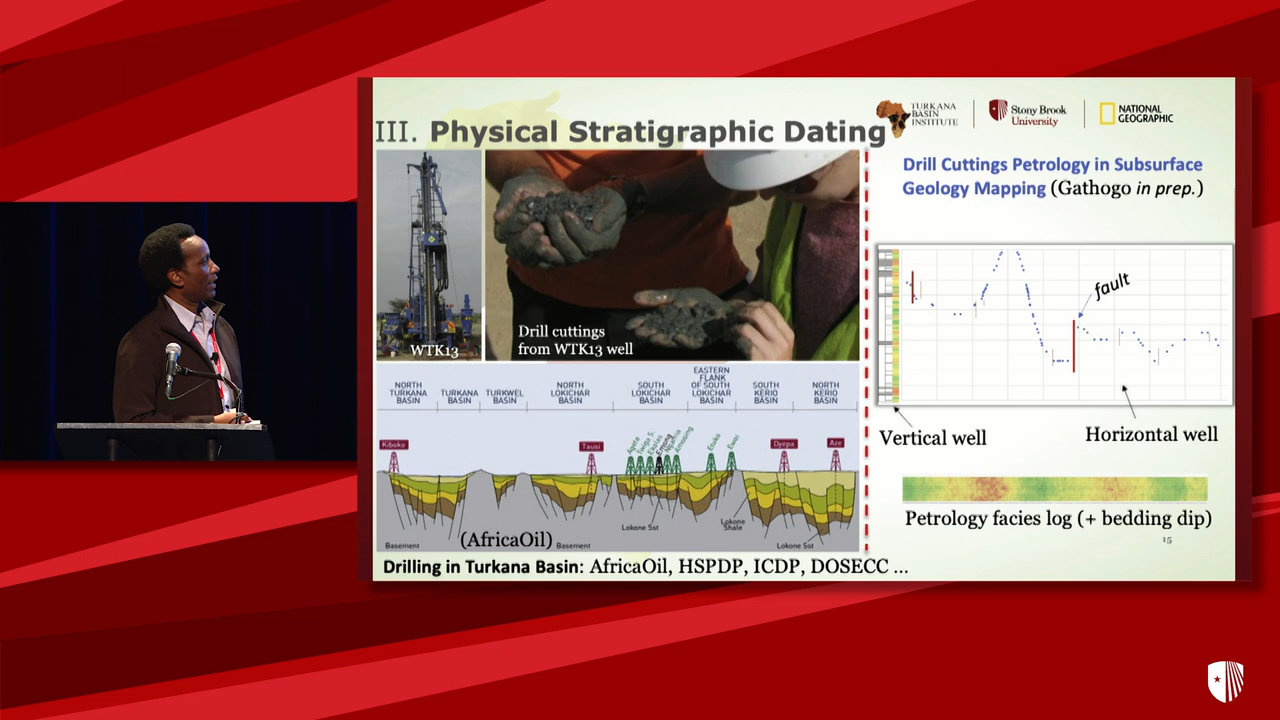 III. Physical Stratigraphic Dating
TURKANA
BASIN
INSTITUTE
Stony Brook
University
NATIONAL
GEOGRAPHIC
WTK13
Drill cuttings
from WTK13 well
NORTH
TURKANA
BASIN
TURKANA
BASIN
TURKWEL
BASIN
NORTH
LOKICHAR
BASIN
SOUTH
LOKICHAR
BASIN
EASTERN
FLANK
OF SOUTH
LOKICHAR
BASIN
SOUTH
KERIO
BASIN
NORTH
KERIO
BASIN
Kiboko
Tausi
Twiga S.
Amosing
Etuko
Ewoi
Dyepa
Aze
Lokone Sst
Lokone
Shale
Lokone Sst
Basement
(AfricaOil)
Basement
Drilling in Turkana Basin: AfricaOil, HSPDP, ICDP, DOSECC ...
Drill Cuttings Petrology in Subsurface
Geology Mapping (Gathogo in prep.)
fault
Vertical well
Horizontal well
Petrology facies log (+ bedding dip)
15